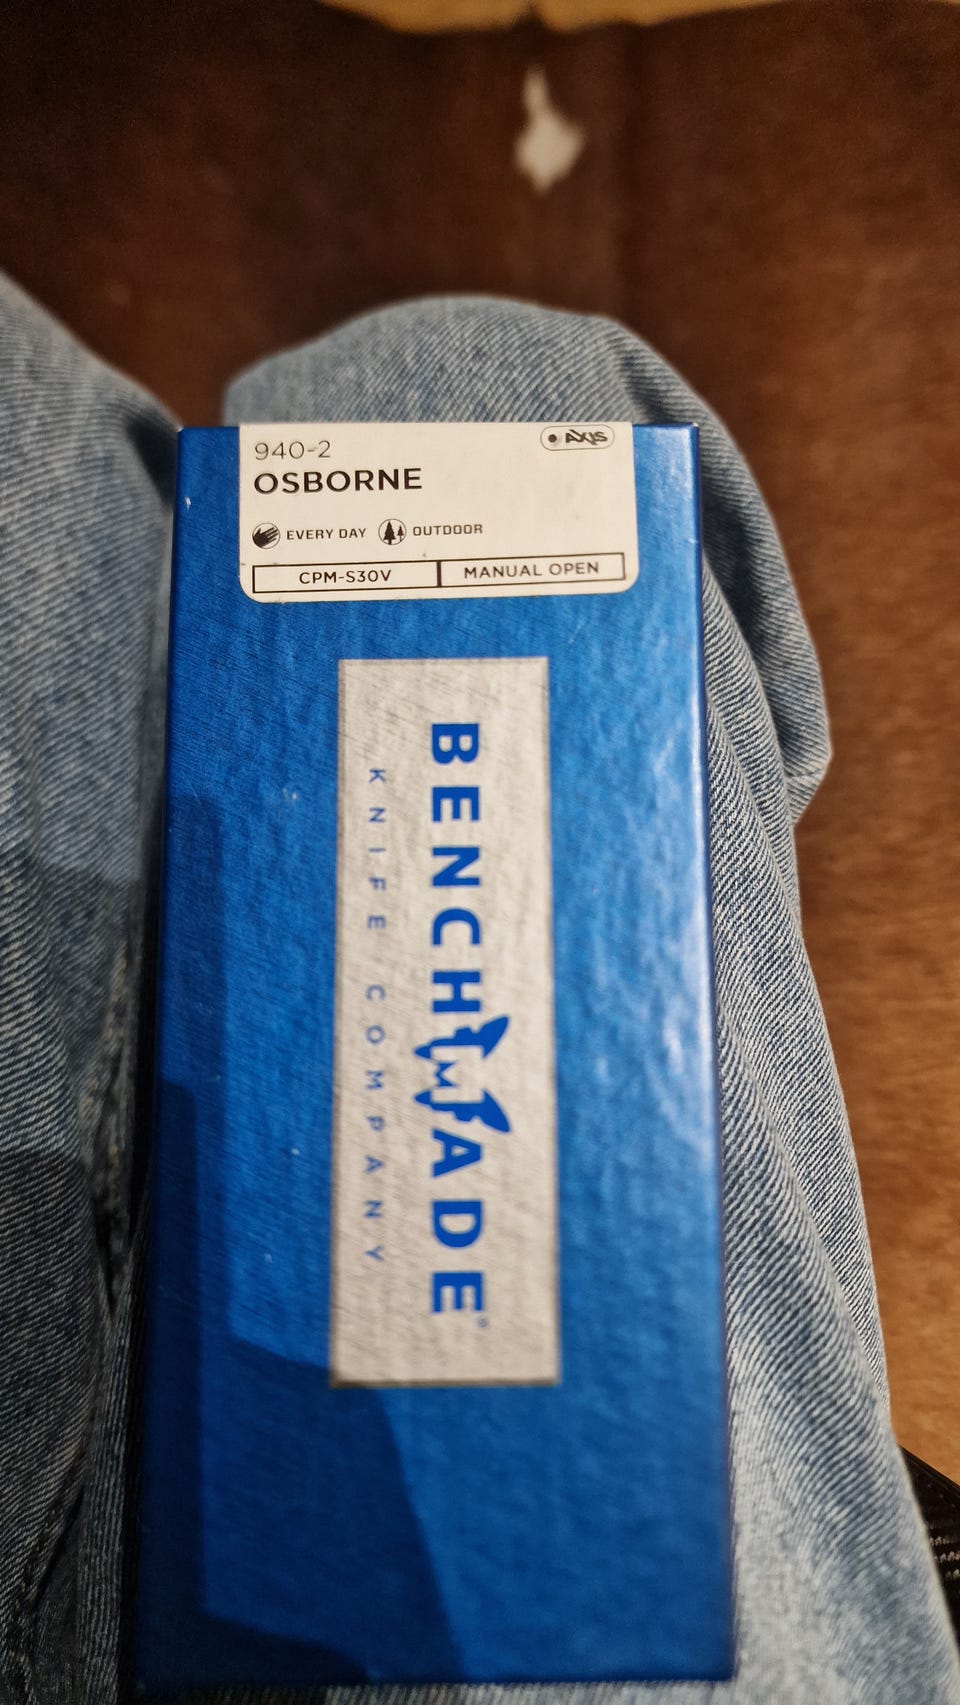 940-2
AXIS
OSBORNE
EVERY DAY OUTDOOR
CPM-S30V MANUAL OPEN
BENCHMADE®
KNIFE COMPANY